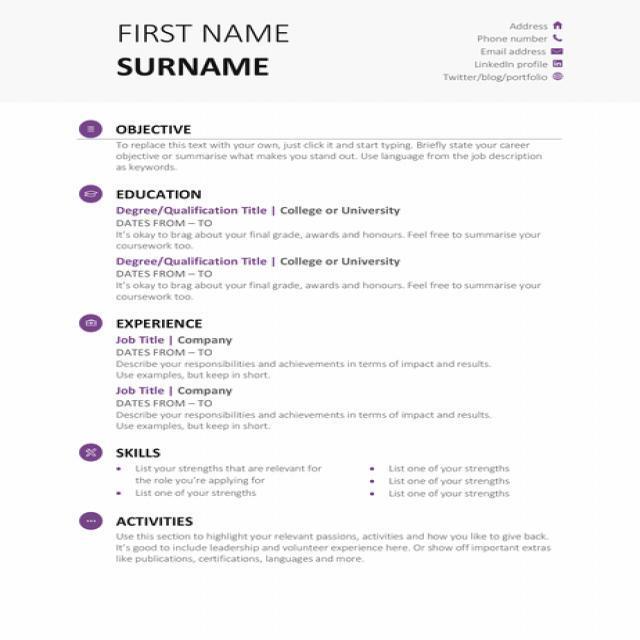 FIRST NAME
SURNAME
Address
Phone number
Email address
LinkedIn profile
Twitter/blog/portfolio
OBJECTIVE
To replace this text with your own, just click it and start typing. Briefly state your career
objective or summarise what makes you stand out. Use language from the job description
as keywords.
EDUCATION
Degree/Qualification Title | College or University
DATES FROM – TO
It's okay to brag about your final grade, awards and honours. Feel free to summarise your
coursework too.
Degree/Qualification Title | College or University
DATES FROM – TO
It's okay to brag about your final grade, awards and honours. Feel free to summarise your
coursework too.
EXPERIENCE
Job Title | Company
DATES FROM – TO
Describe your responsibilities and achievements in terms of impact and results.
Use examples, but keep in short.
Job Title | Company
DATES FROM – TO
Describe your responsibilities and achievements in terms of impact and results.
Use examples, but keep in short.
SKILLS
• List your strengths that are relevant for
the role you're applying for
• List one of your strengths
• List one of your strengths
• List one of your strengths
• List one of your strengths
ACTIVITIES
Use this section to highlight your relevant passions, activities and how you like to give back.
It's good to include leadership and volunteer experience here. Or show off important extras
like publications, certifications, languages and more.